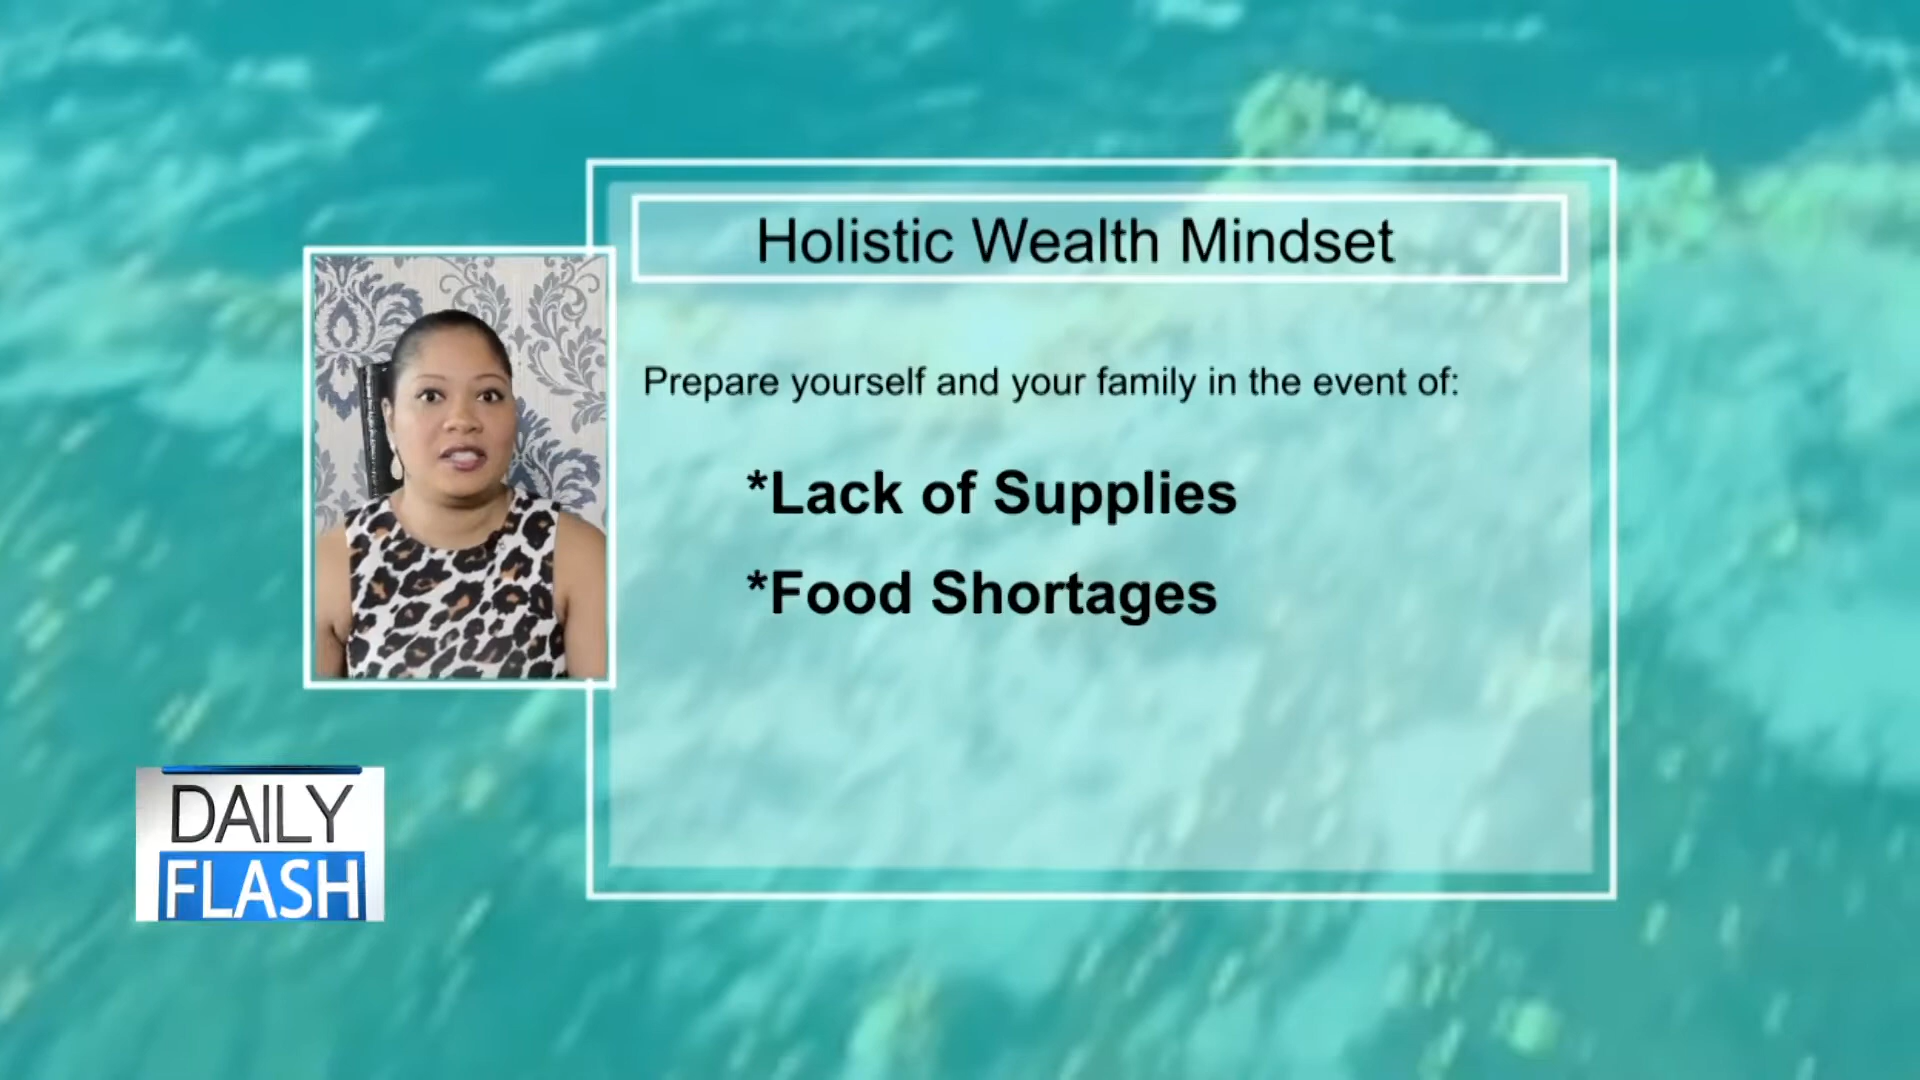 Holistic Wealth Mindset
Prepare yourself and your family in the event of:
*Lack of Supplies
*Food Shortages
DAILY
FLASH